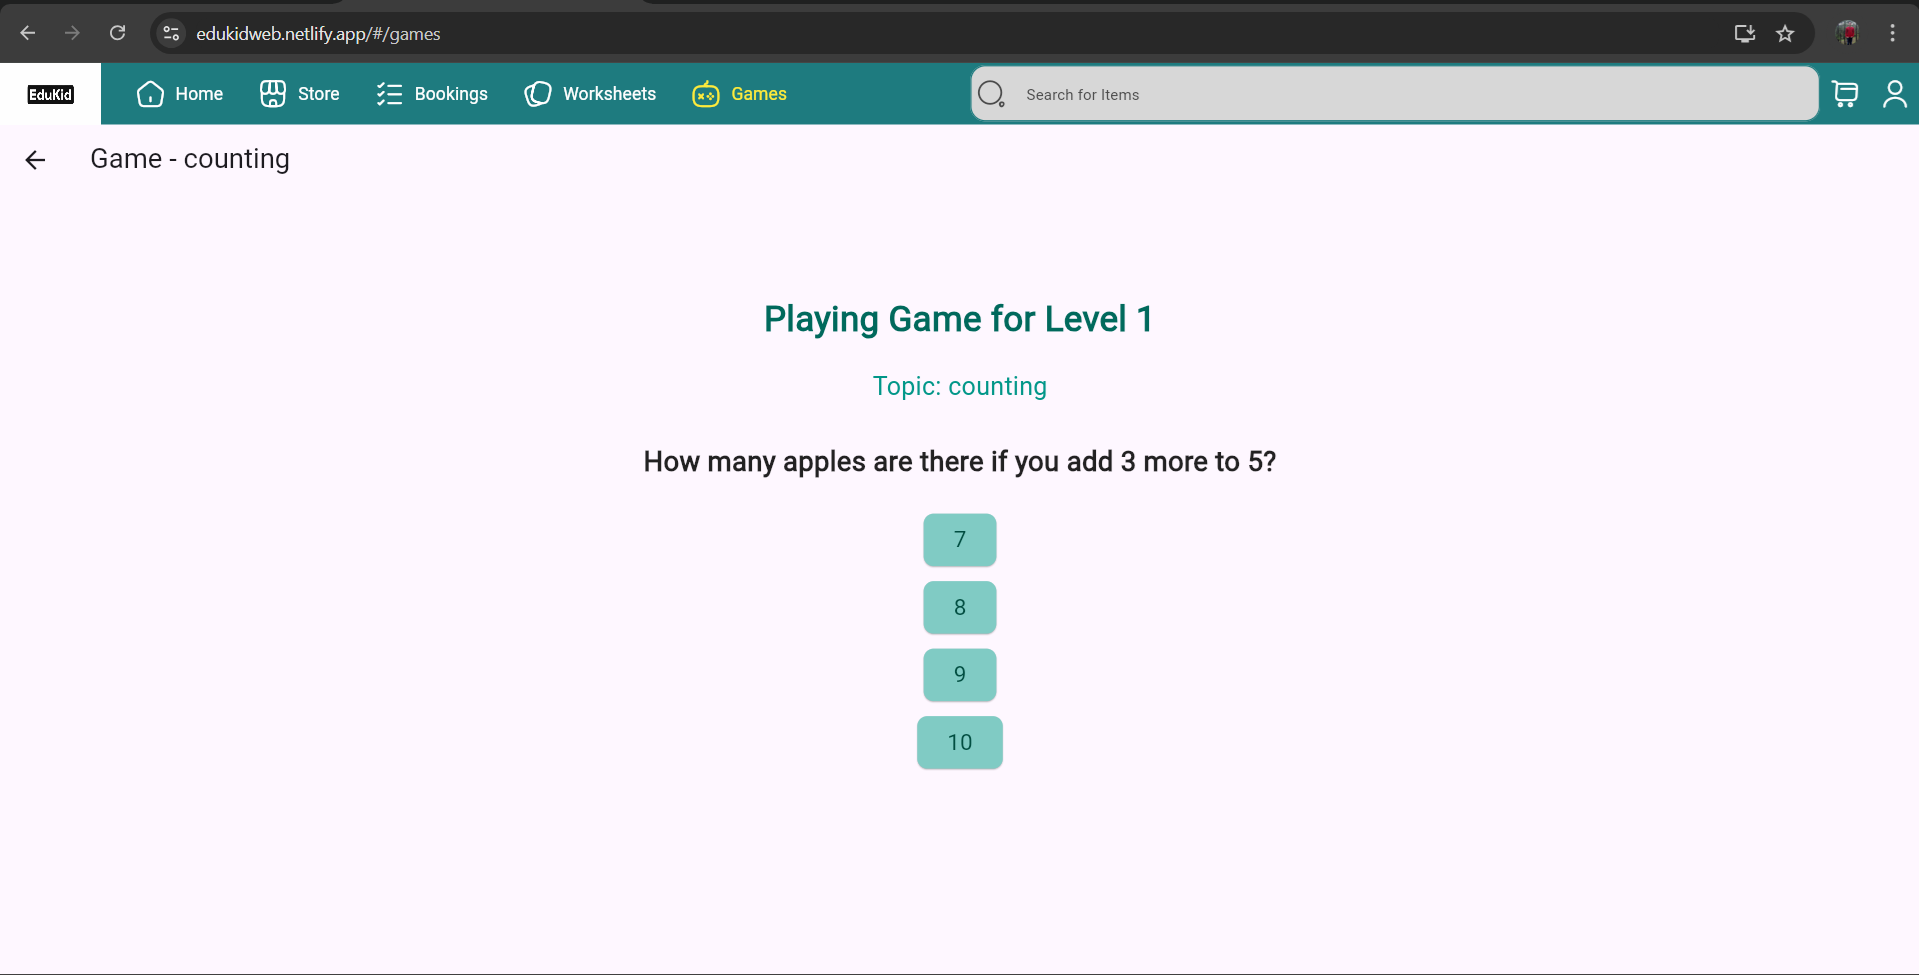 edukidweb.netlify.app/#/games
EduKid
Home
Store
Bookings
Worksheets
Games
Search for Items
Game - counting
Playing Game for Level 1
Topic: counting
How many apples are there if you add 3 more to 5?
7
8
9
10